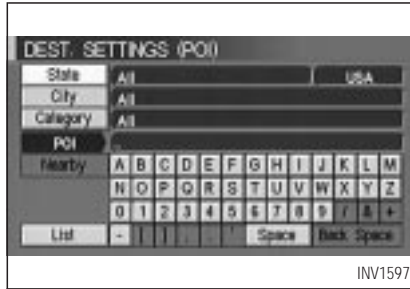 DEST. SETTINGS (POI)
State All USA
City All
Category All
POI
Nearby A B C D E F G H I J K L M
N O P Q R S T U V W X Y Z
0 1 2 3 4 5 6 7 8 9 / & +
List - ( ) . , ' Space Back Space
INV1597